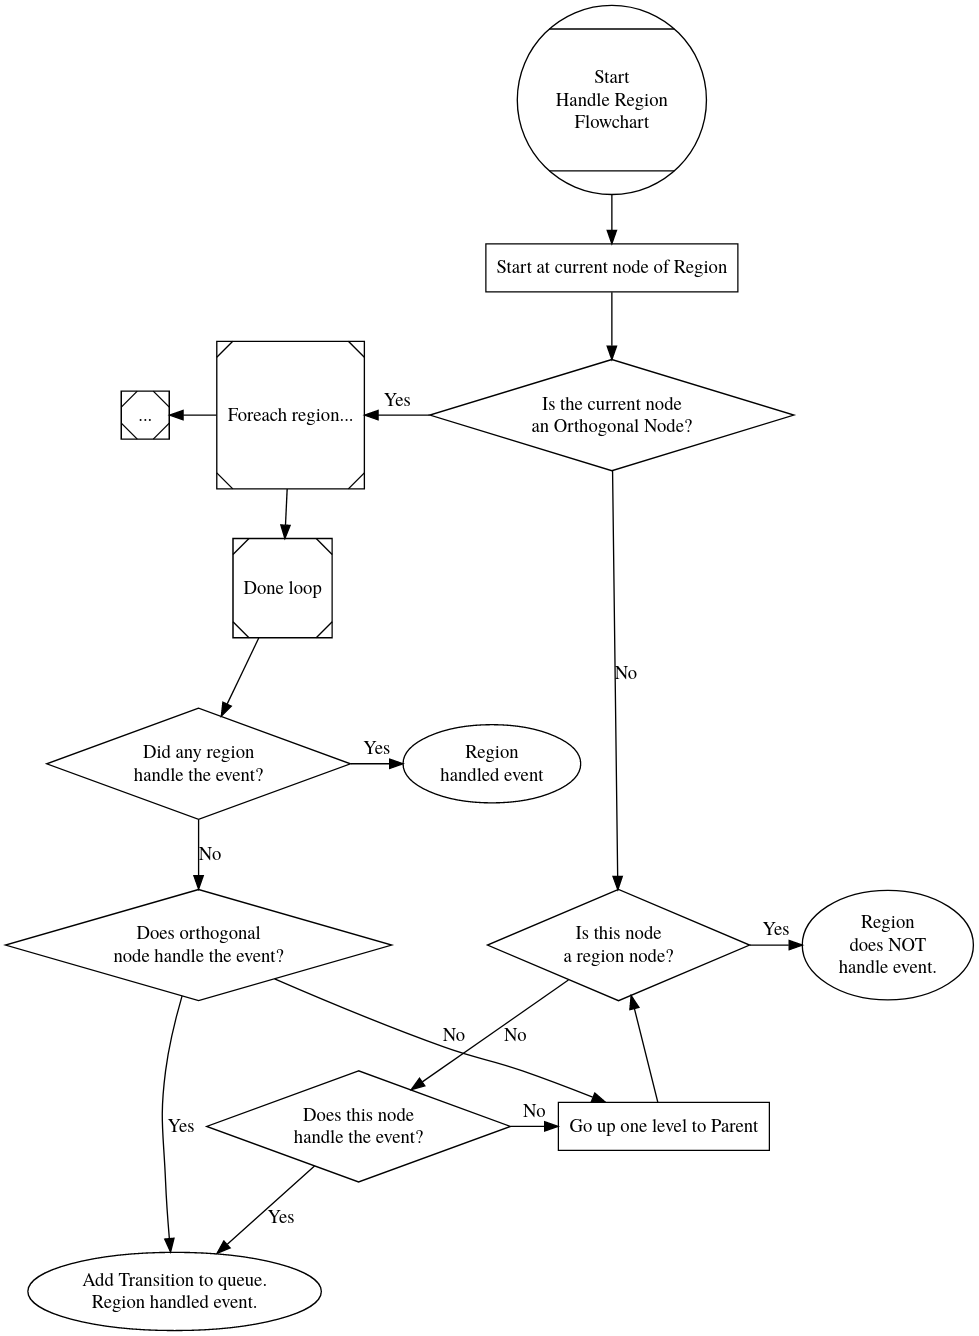 Start
Handle Region
Flowchart
Start at current node of Region
Is the current node
an Orthogonal Node?
Yes
Foreach region...
...
Done loop
No
Did any region
handle the event?
Yes
Region
handled event
No
Does orthogonal
node handle the event?
Is this node
a region node?
Yes
Region
does NOT
handle event.
No
No
Does this node
handle the event?
No
Go up one level to Parent
Yes
Yes
Add Transition to queue.
Region handled event.